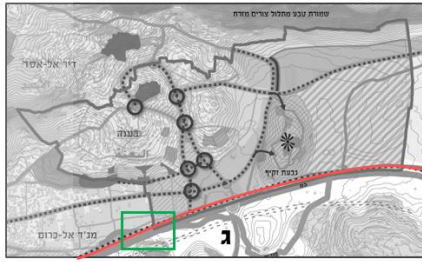 שמורת טבע מתלול צורים מזרח
דיר אל-אסד
בענה
גבעת זקיף
מג'ד אל-כרום
ג